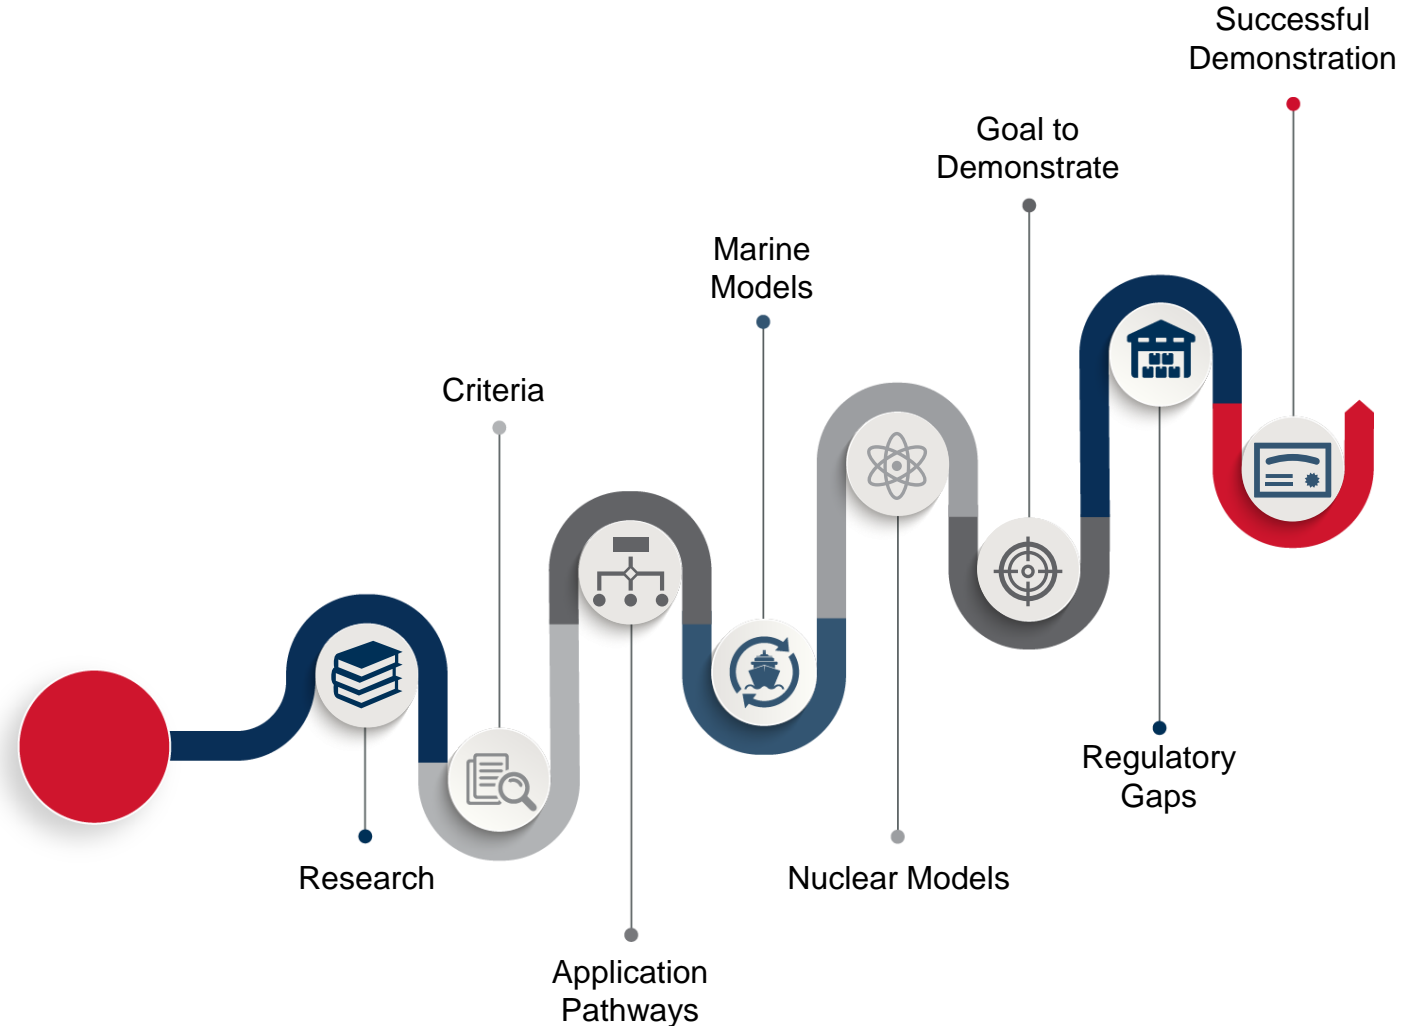 Successful
Demonstration
Goal to
Demonstrate
Marine
Models
Criteria
Regulatory
Gaps
Research
Nuclear Models
Application
Pathways